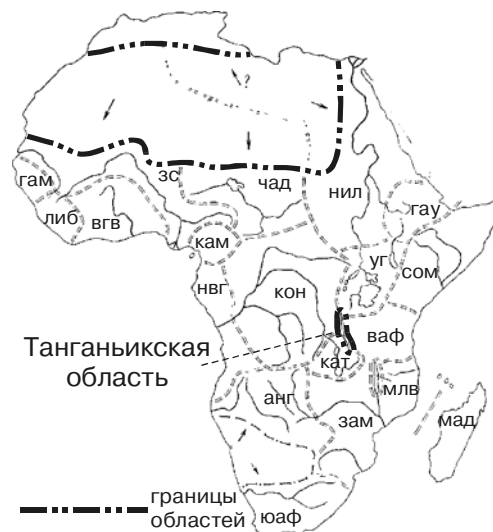 ?
гам
зс
чад
нил
либ
вгв
гау
кам
уг
сом
нвг
кон
Танганьикская
область
кат
ваф
анг
млв
зам
мад
границы
областей
юаф